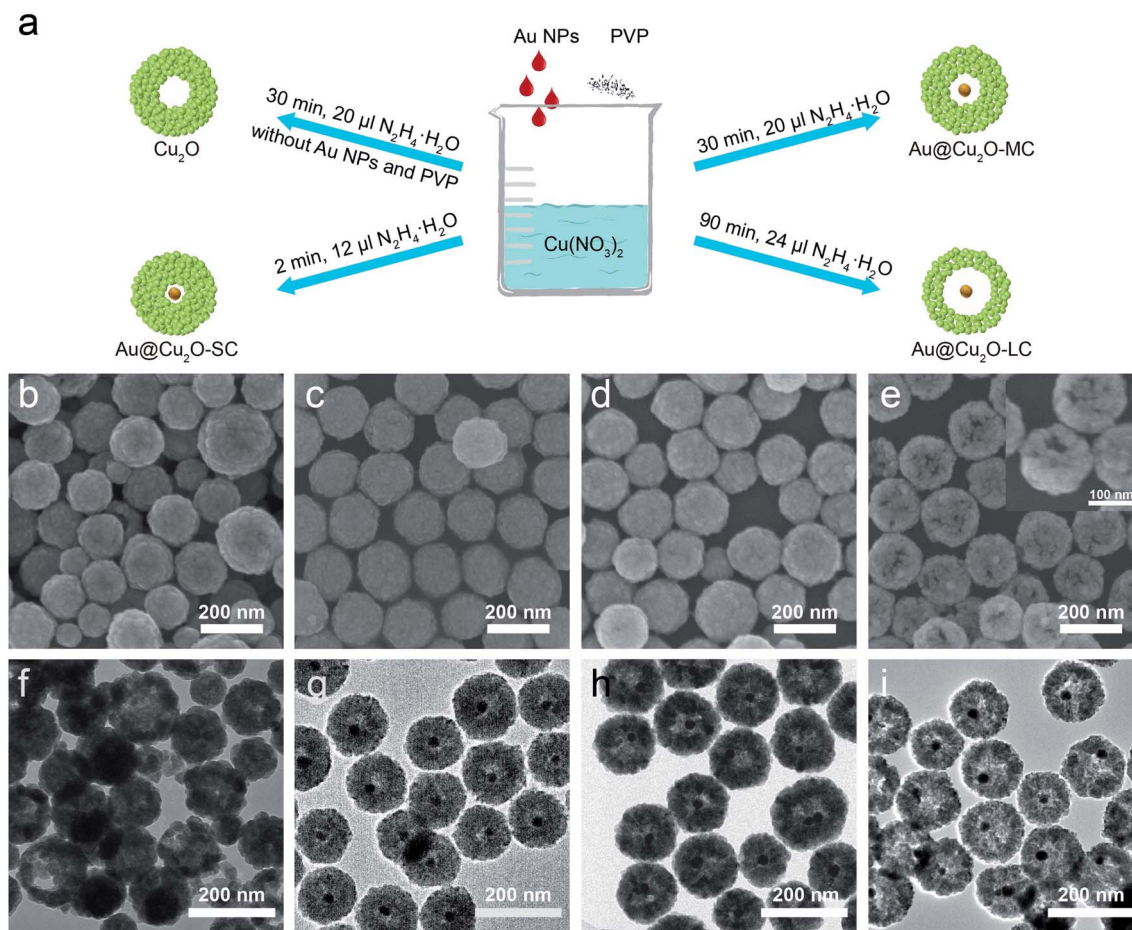 a
Au NPs PVP
30 min, 20 µl N₂H₄·H₂O
without Au NPs and PVP
Cu₂O
30 min, 20 µl N₂H₄·H₂O
Au@Cu₂O-MC
2 min, 12 µl N₂H₄·H₂O
Au@Cu₂O-SC
Cu(NO₃)₂
90 min, 24 µl N₂H₄·H₂O
Au@Cu₂O-LC
b
200 nm
c
200 nm
d
200 nm
e
100 nm
200 nm
f
200 nm
g
200 nm
h
200 nm
i
200 nm